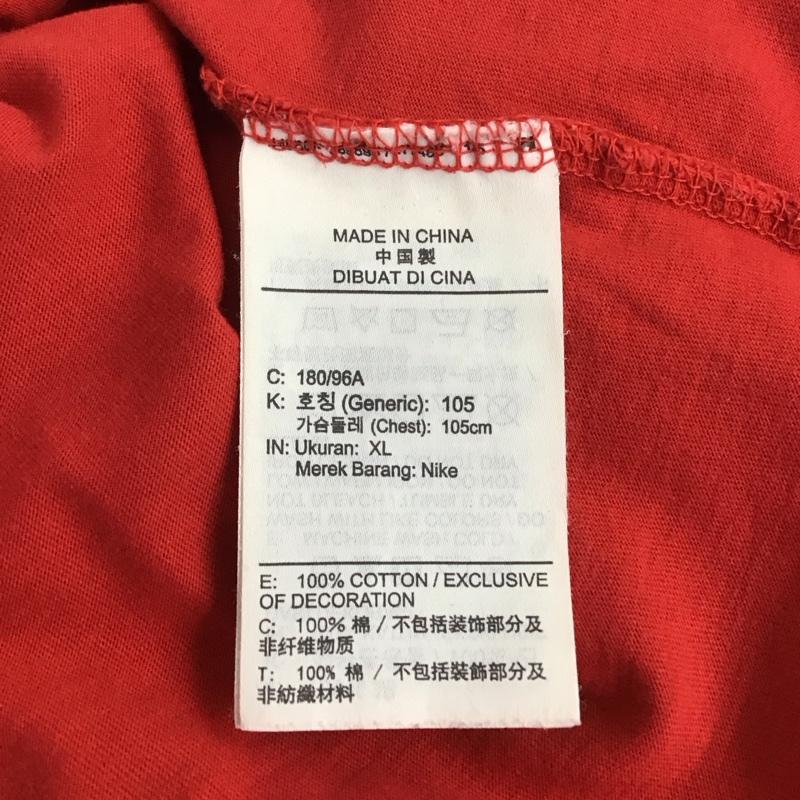 MADE IN CHINA
中国製
DIBUAT DI CINA
C: 180/96A
K: 호칭 (Generic): 105
가슴둘레 (Chest): 105cm
IN: Ukuran: XL
Merek Barang: Nike
E: 100% COTTON / EXCLUSIVE
OF DECORATION
C: 100% 棉 / 不包括装饰部分及
非纤维物质
T: 100% 棉 / 不包括裝飾部分及
非紡織材料